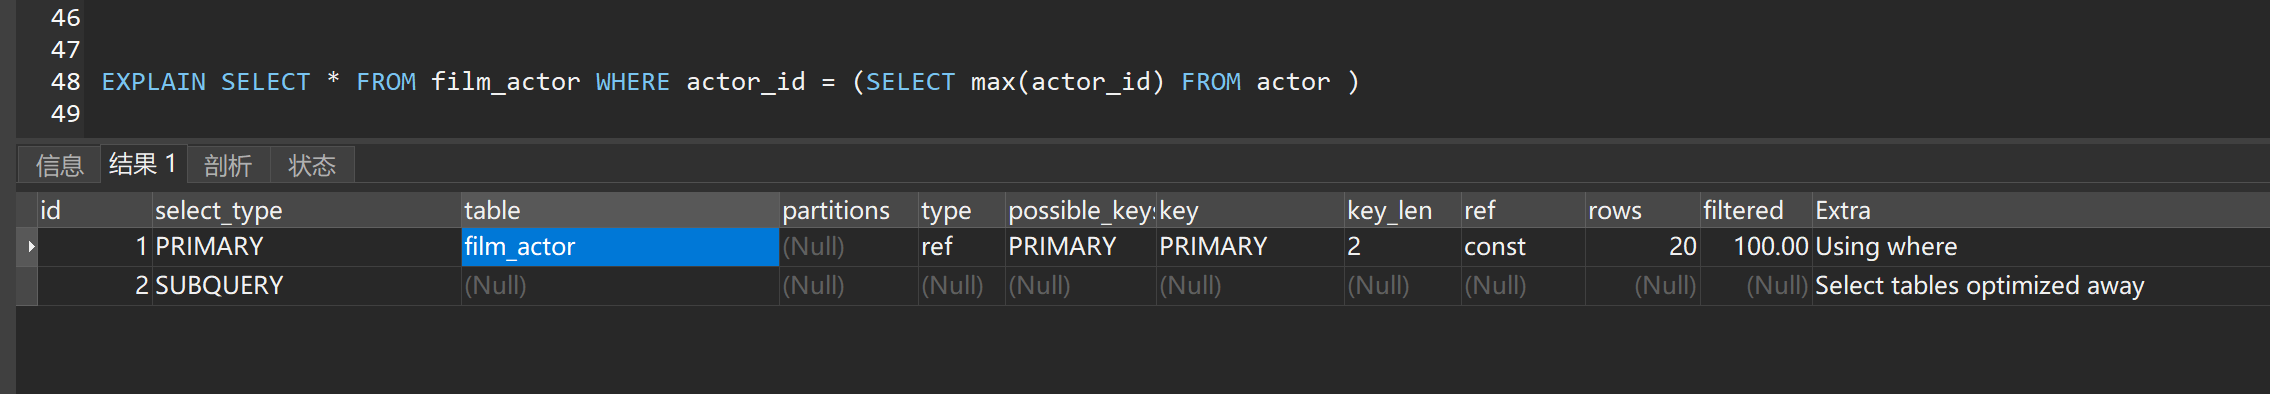 46
47
48 EXPLAIN SELECT * FROM film_actor WHERE actor_id = (SELECT max(actor_id) FROM actor )
49
信息 结果 1 剖析 状态
id select_type table partitions type possible_keys key key_len ref rows filtered Extra
1 PRIMARY film_actor (Null) ref PRIMARY PRIMARY 2 const 20 100.00 Using where
2 SUBQUERY (Null) (Null) (Null) (Null) (Null) (Null) (Null) (Null) (Null) Select tables optimized away